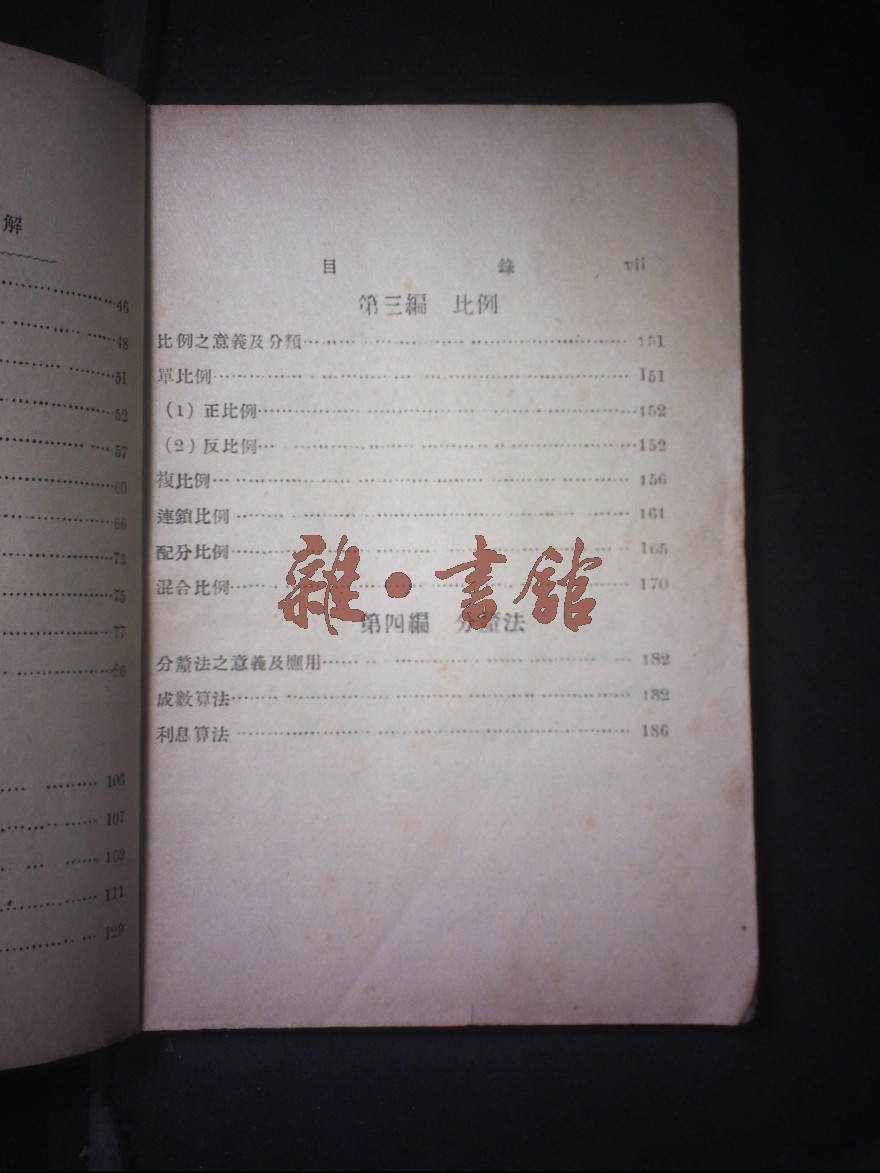 解
46
48
51
52
57
60
66
73
75
77
86
103
107
109
111
129
目 錄 vii
第三編 比例
比例之意義及分類 151
單比例 151
(1) 正比例 152
(2) 反比例 152
複比例 156
連鎖比例 161
配分比例 165
混合比例 170
雜•書館
第四編 分釐法
分釐法之意義及應用 182
成數算法 182
利息算法 186